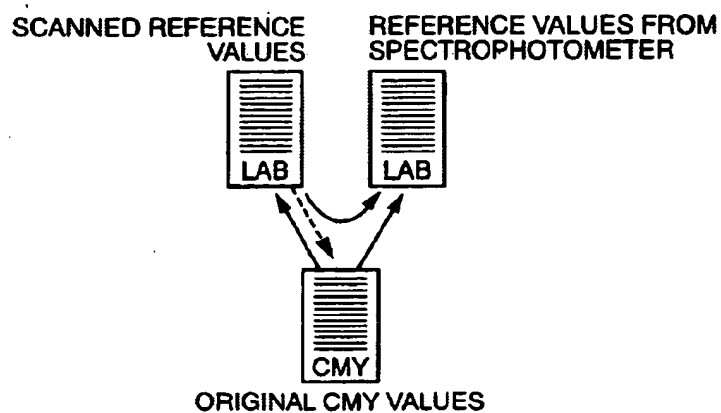 SCANNED REFERENCE
VALUES
REFERENCE VALUES FROM
SPECTROPHOTOMETER
LAB
LAB
CMY
ORIGINAL CMY VALUES